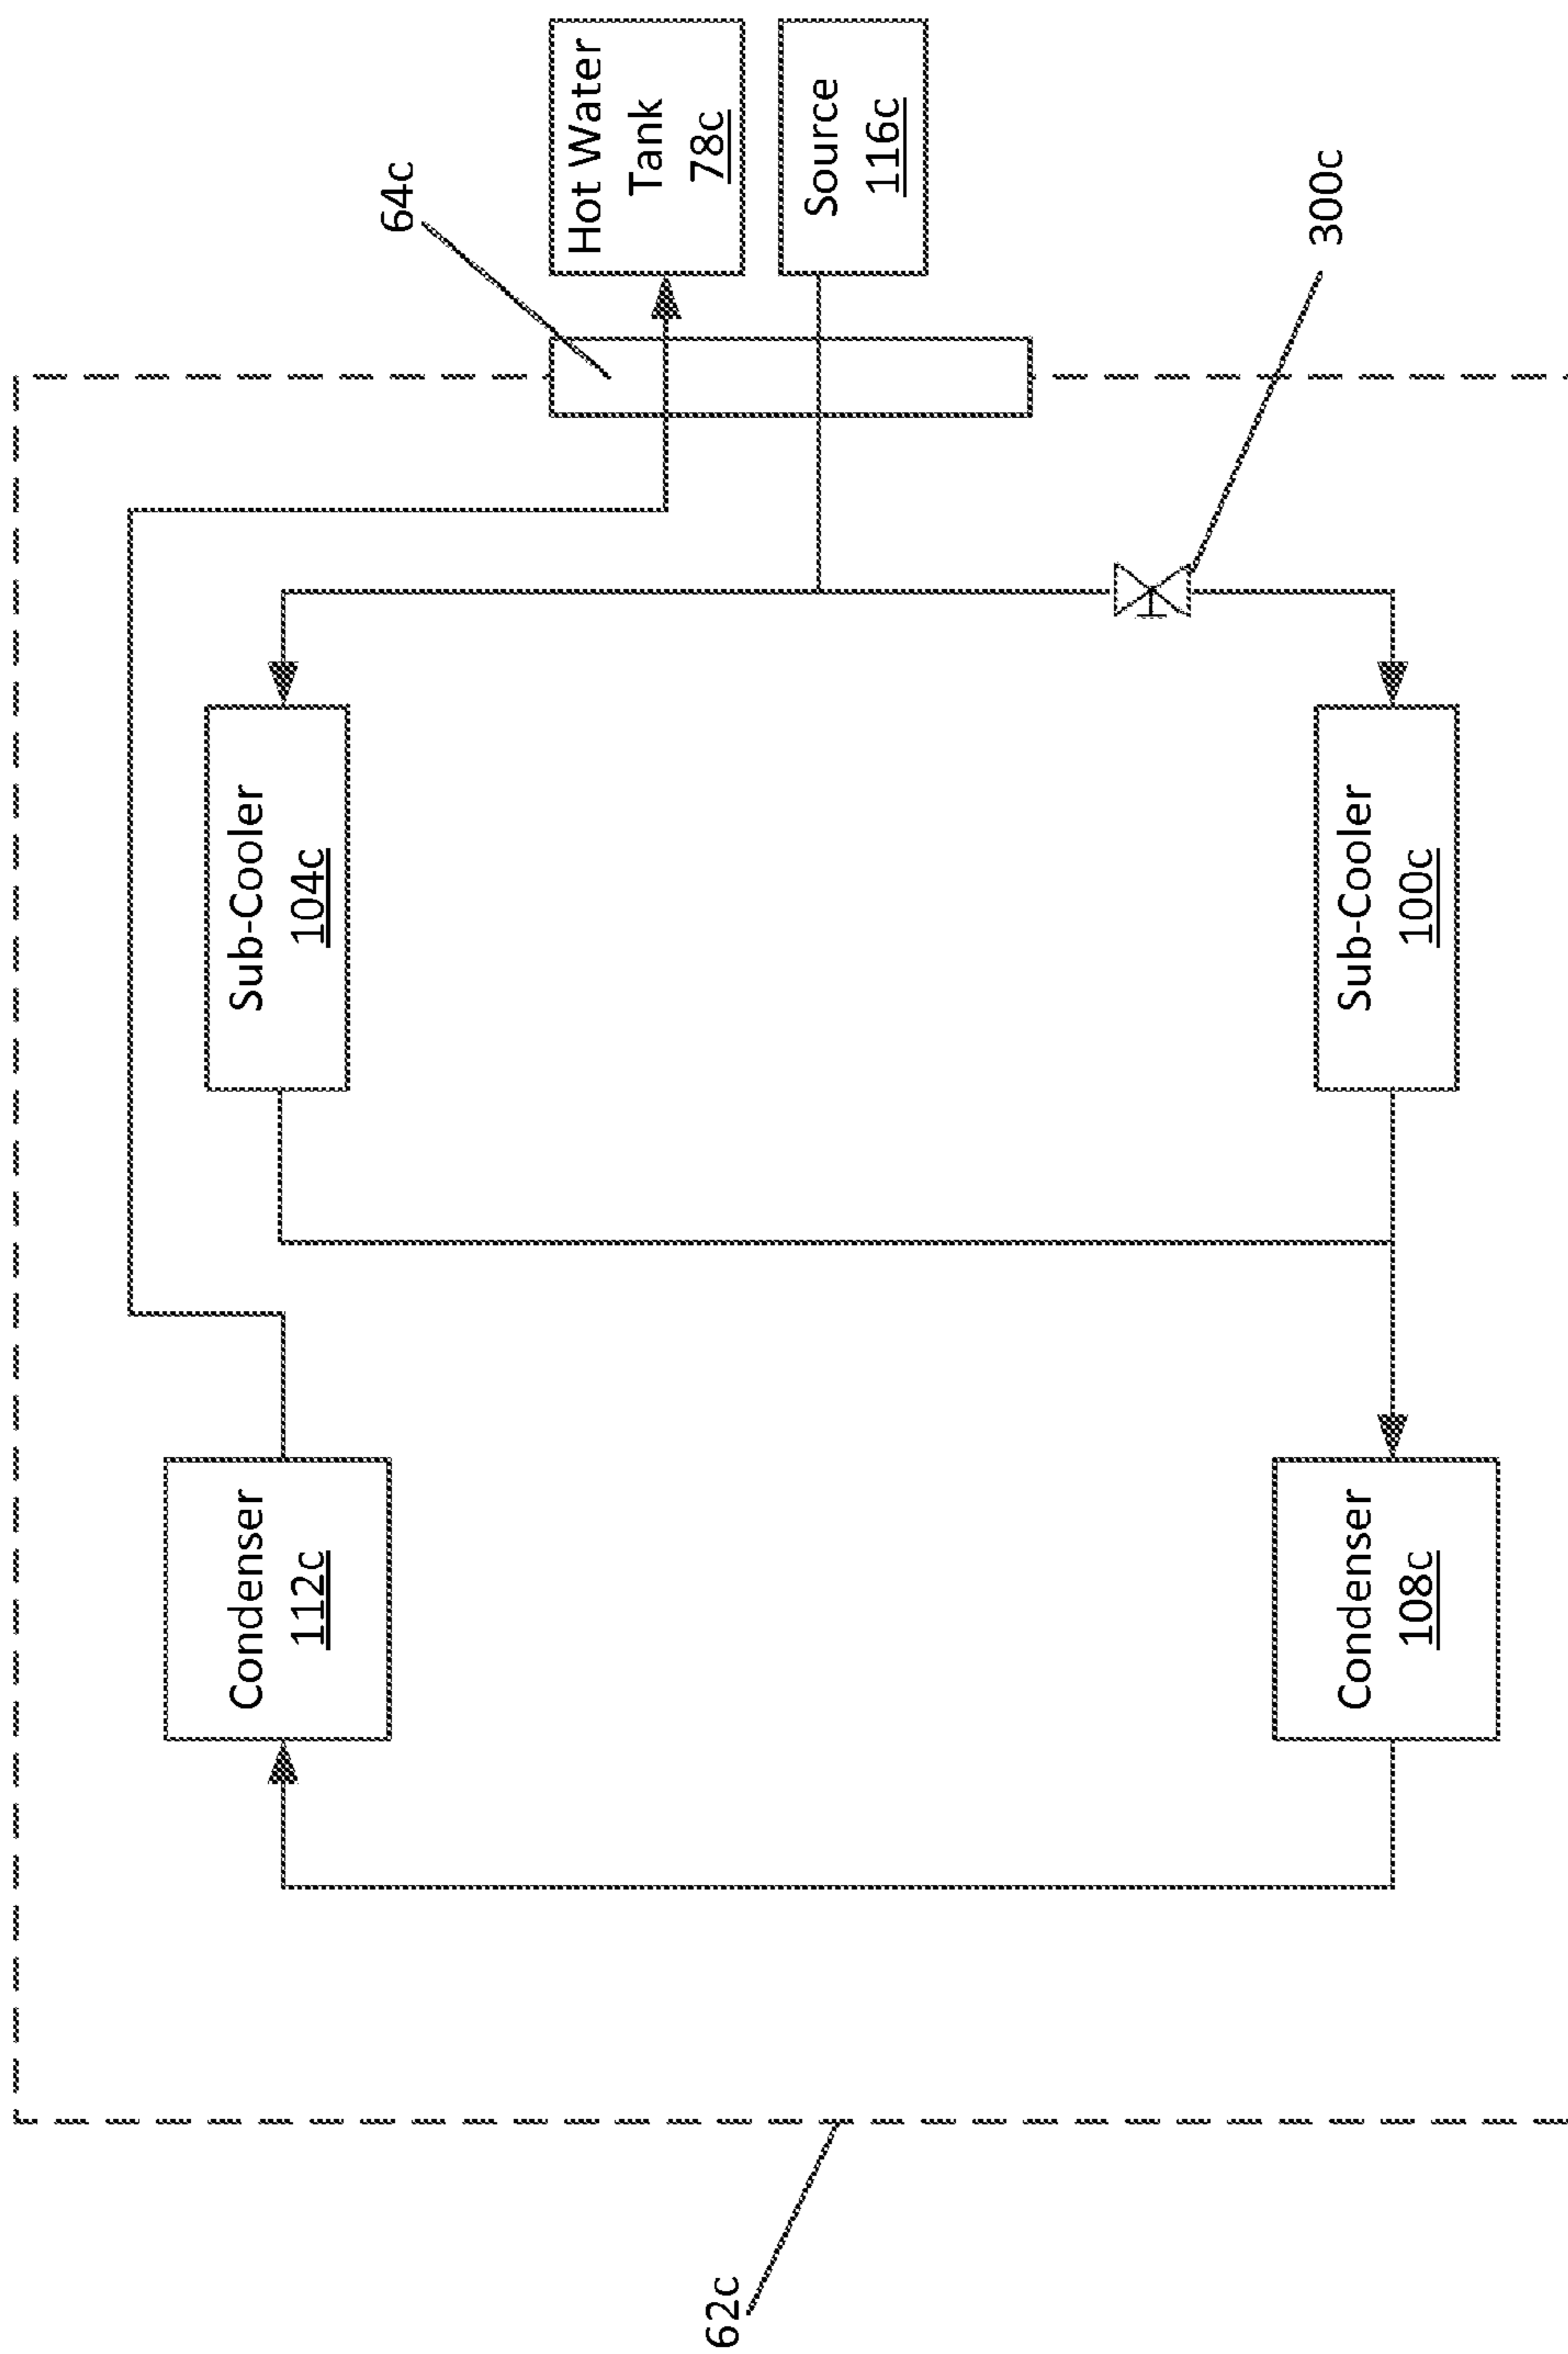 62c
Condenser
112c
Condenser
108c
Sub-Cooler
104c
Sub-Cooler
100c
64c
Hot Water
Tank
78c
Source
116c
300c